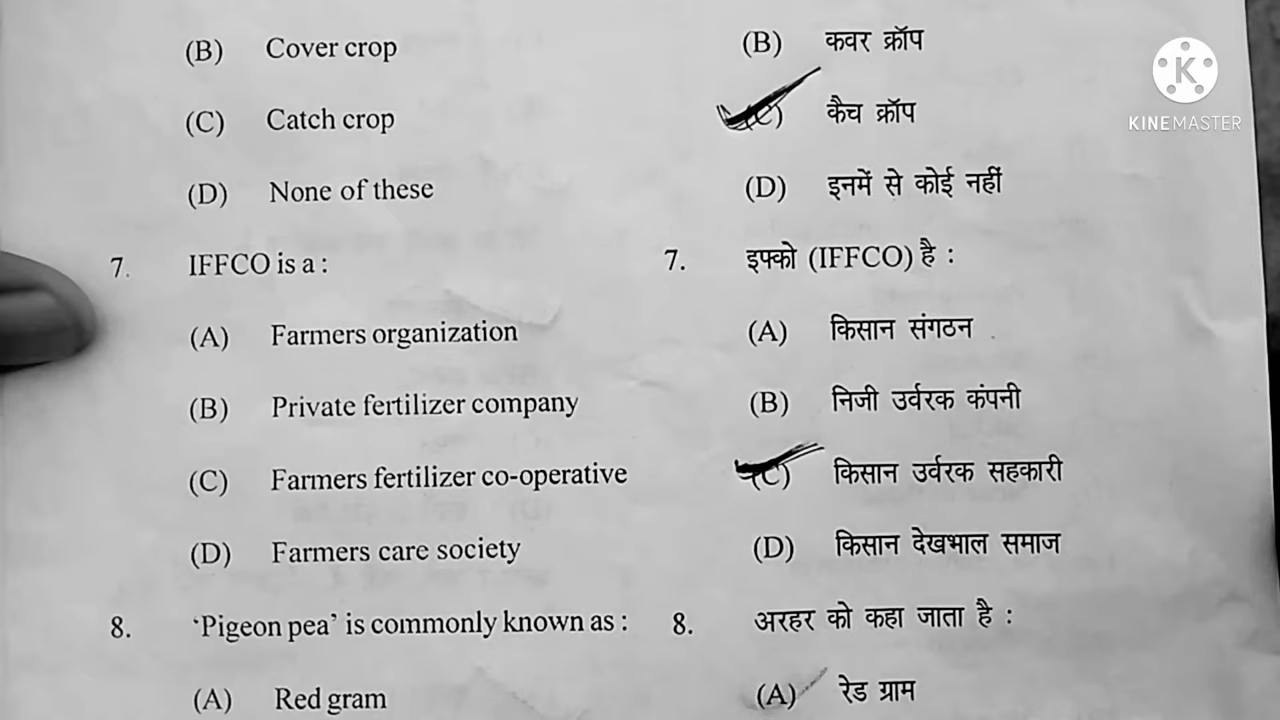 (B) Cover crop
(C) Catch crop
(D) None of these
7. IFFCO is a :
(A) Farmers organization
(B) Private fertilizer company
(C) Farmers fertilizer co-operative
(D) Farmers care society
8. ‘Pigeon pea’ is commonly known as :
(A) Red gram
(B) कवर क्रॉप
(C) कैच क्रॉप
(D) इनमें से कोई नहीं
7. इफ्को (IFFCO) है :
(A) किसान संगठन
(B) निजी उर्वरक कंपनी
(C) किसान उर्वरक सहकारी
(D) किसान देखभाल समाज
8. अरहर को कहा जाता है :
(A) रेड ग्राम
K
KINEMASTER